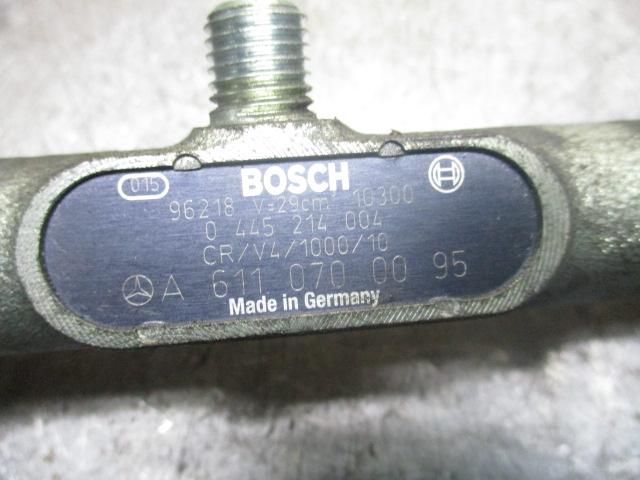 015 BOSCH
96218 V=29cm³ 10300
0 445 214 004
CR/V4/1000/10
A 611 070 00 95
Made in Germany